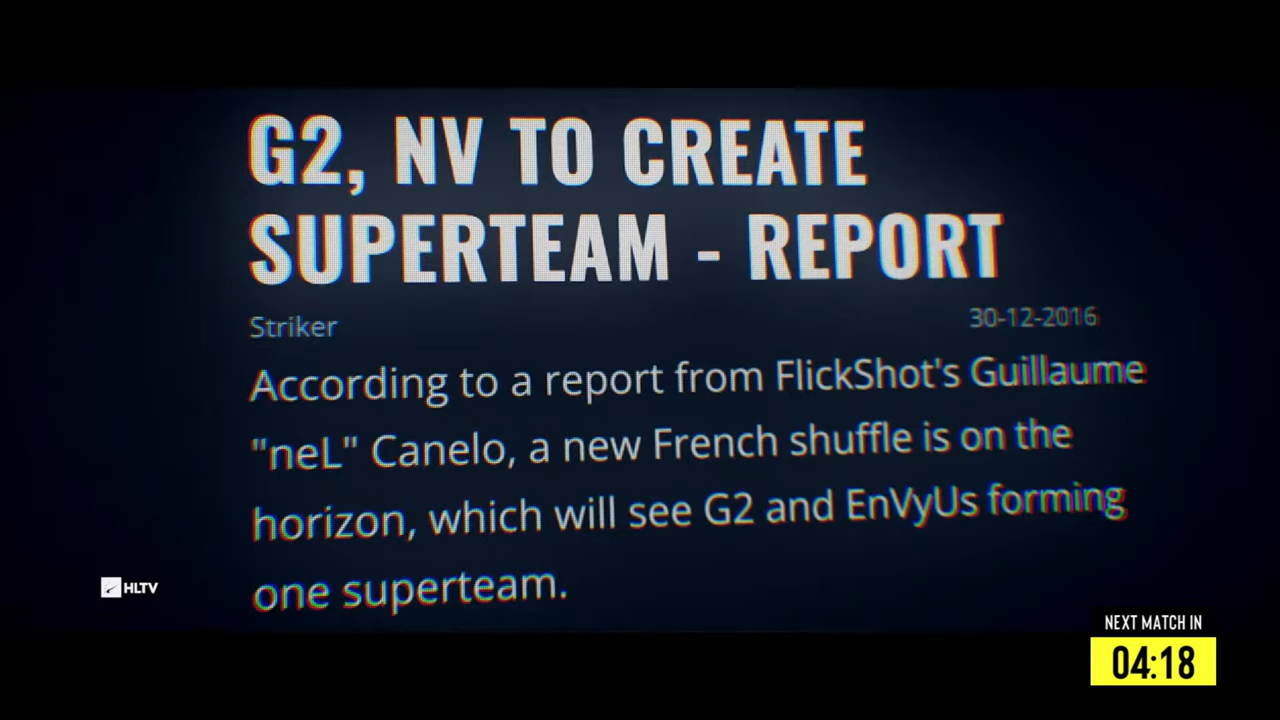 G2, NV TO CREATE
SUPERTEAM - REPORT
Striker
30-12-2016
According to a report from FlickShot's Guillaume
"neL" Canelo, a new French shuffle is on the
horizon, which will see G2 and EnVyUs forming
one superteam.
HLTV
NEXT MATCH IN
04:18